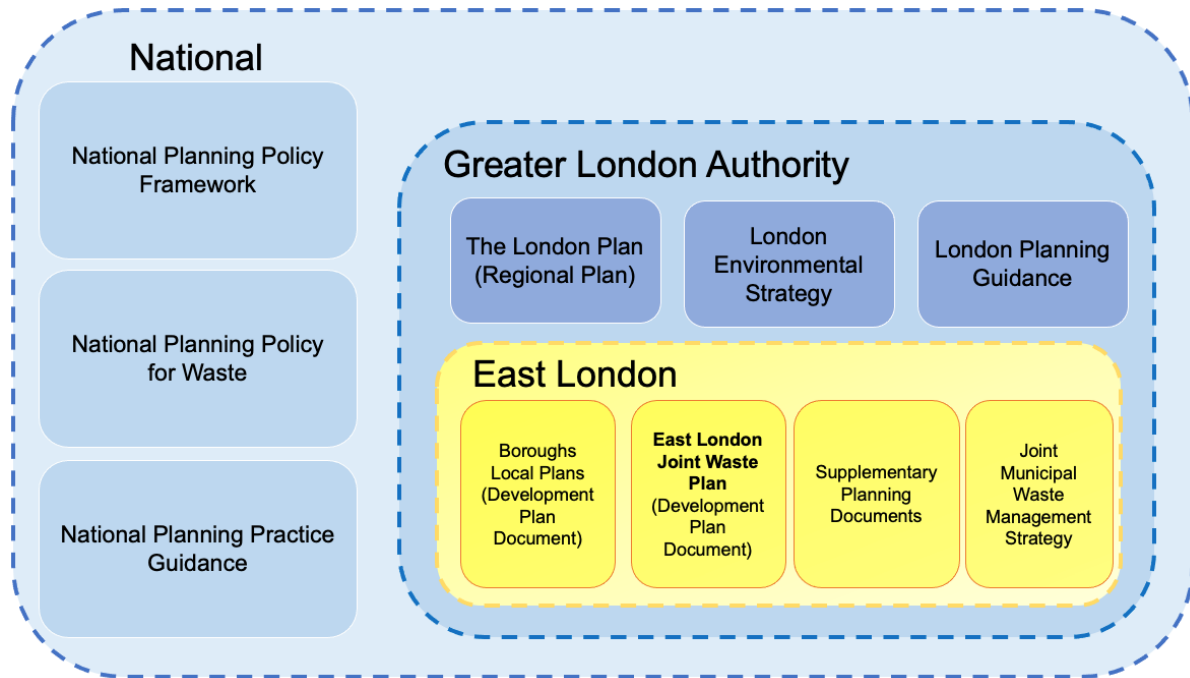 National
National Planning Policy
Framework
National Planning Policy
for Waste
National Planning Practice
Guidance
Greater London Authority
The London Plan
(Regional Plan)
London
Environmental
Strategy
London Planning
Guidance
East London
Boroughs
Local Plans
(Development
Plan
Document)
East London
Joint Waste
Plan
(Development
Plan
Document)
Supplementary
Planning
Documents
Joint
Municipal
Waste
Management
Strategy